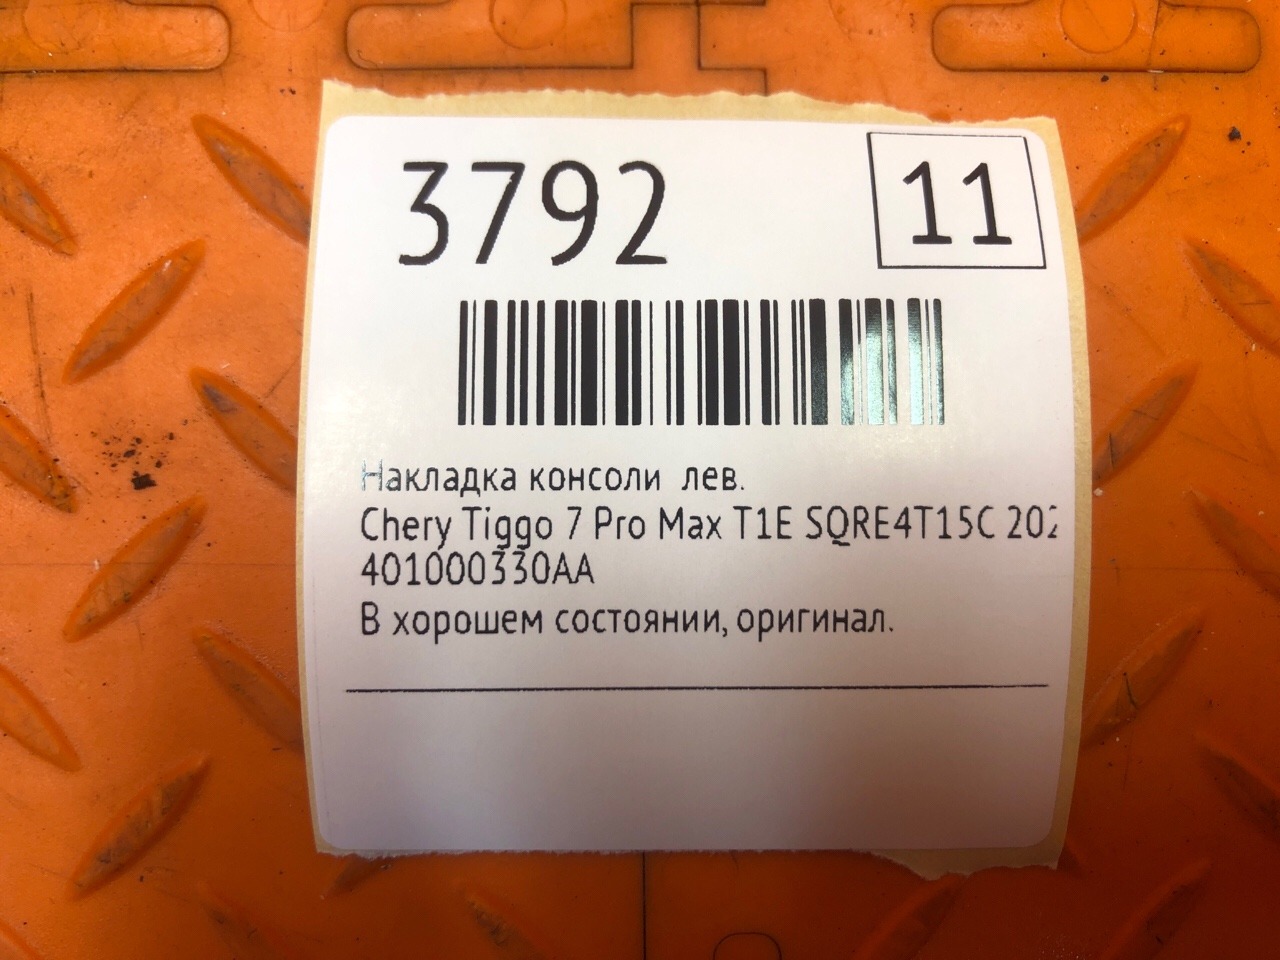 3792
11
Накладка консоли лев.
Chery Tiggo 7 Pro Max T1E SQRE4T15C 202
401000330AA
В хорошем состоянии, оригинал.